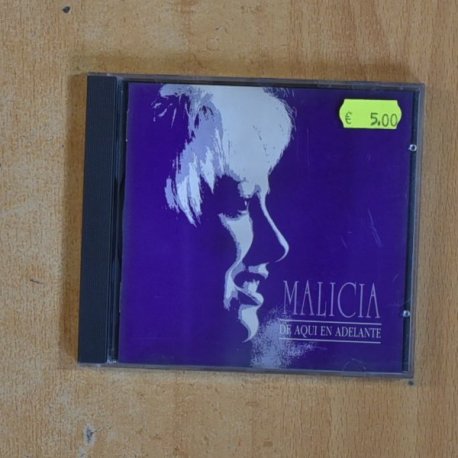 € 5.00
MALICIA
DE AQUI EN ADELANTE